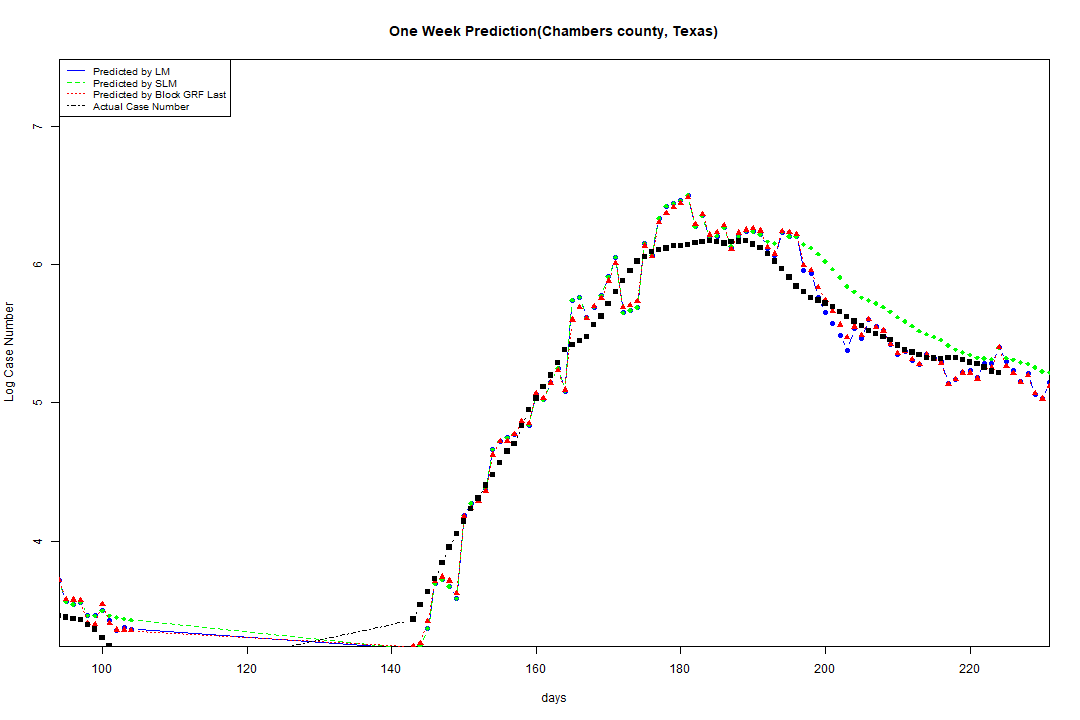 One Week Prediction(Chambers county, Texas)
Predicted by LM
Predicted by SLM
Predicted by Block GRF Last
Actual Case Number
7
6
5
4
Log Case Number
100 120 140 160 180 200 220
days